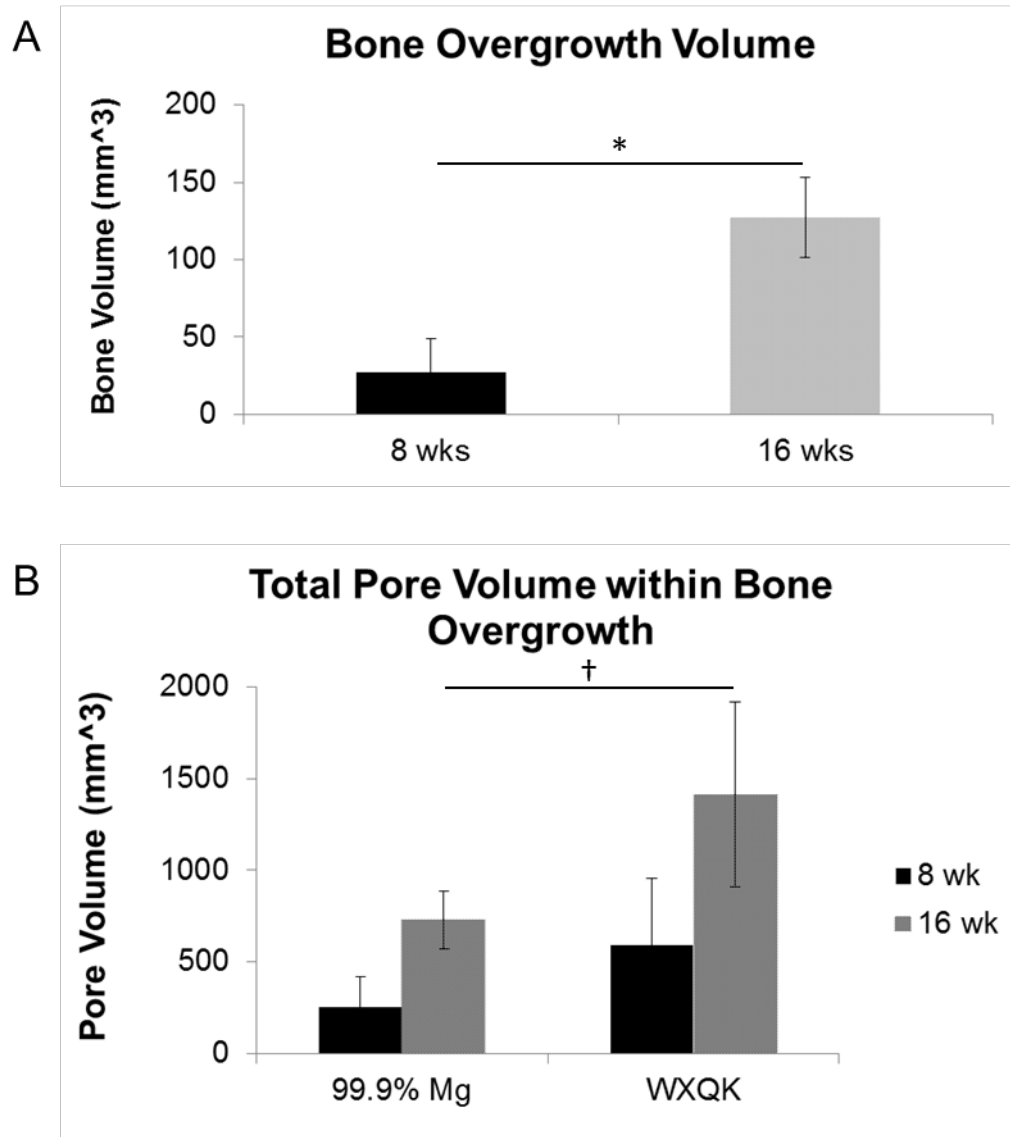 A
Bone Overgrowth Volume
Bone Volume (mm^3)
200
150
100
50
0
*
8 wks
16 wks
B
Total Pore Volume within Bone
Overgrowth
Pore Volume (mm^3)
2000
1500
1000
500
0
†
99.9% Mg
WXQK
8 wk
16 wk